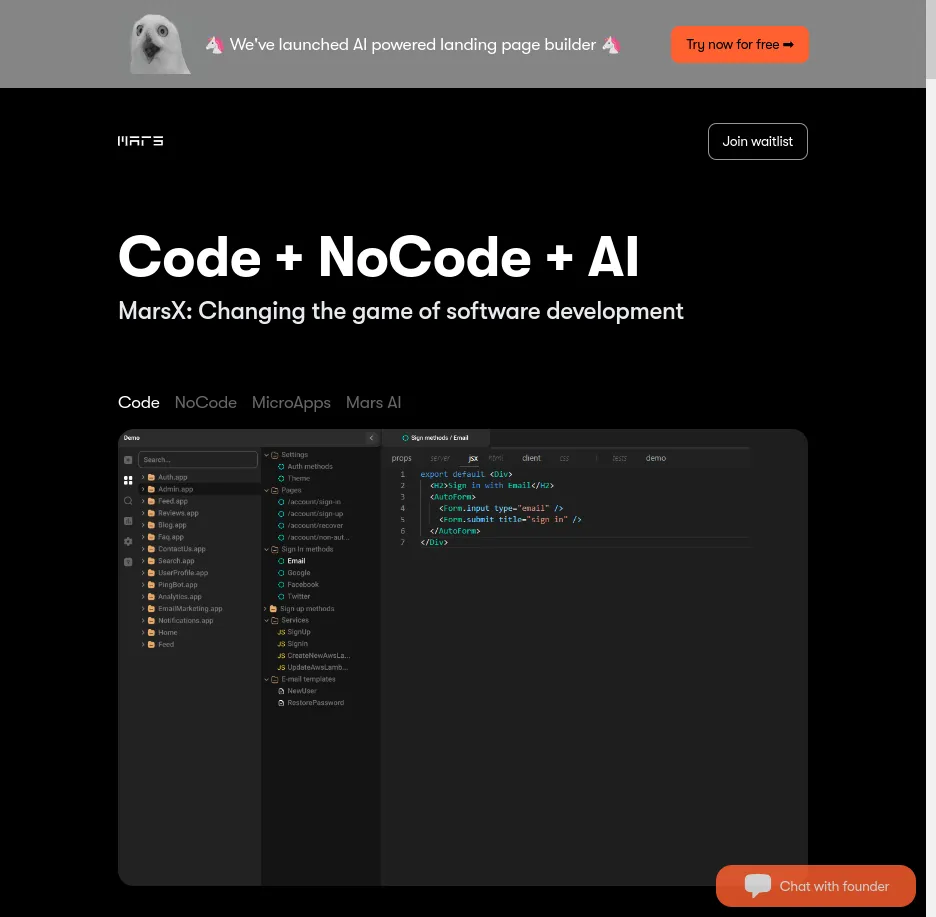 🦄 We've launched AI powered landing page builder 🦄
Try now for free ➡
MARS
Join waitlist
Code + NoCode + AI
MarsX: Changing the game of software development
Code NoCode MicroApps Mars AI
Demo
Search...
Auth.app
Admin.app
Feed.app
Reviews.app
Blog.app
Faq.app
ContactUs.app
Search.app
UserProfile.app
PingBot.app
Analytics.app
EmailMarketing.app
Notifications.app
Home
Feed
Settings
Auth methods
Theme
Pages
/account/sign-in
/account/sign-up
/account/recover
/account/non-aut...
Sign In methods
Email
Google
Facebook
Twitter
Sign up methods
Services
JS SignUp
JS SignIn
JS CreateNewAwsLa...
JS UpdateAwsLamb...
E-mail templates
NewUser
RestorePassword
Sign methods / Email
props server jsx html client css tests demo
1 export default <Div>
2 <H2>Sign in with Email</H2>
3 <AutoForm>
4 <Form.input type="email" />
5 <Form.submit title="sign in" />
6 </AutoForm>
7 </Div>
Chat with founder